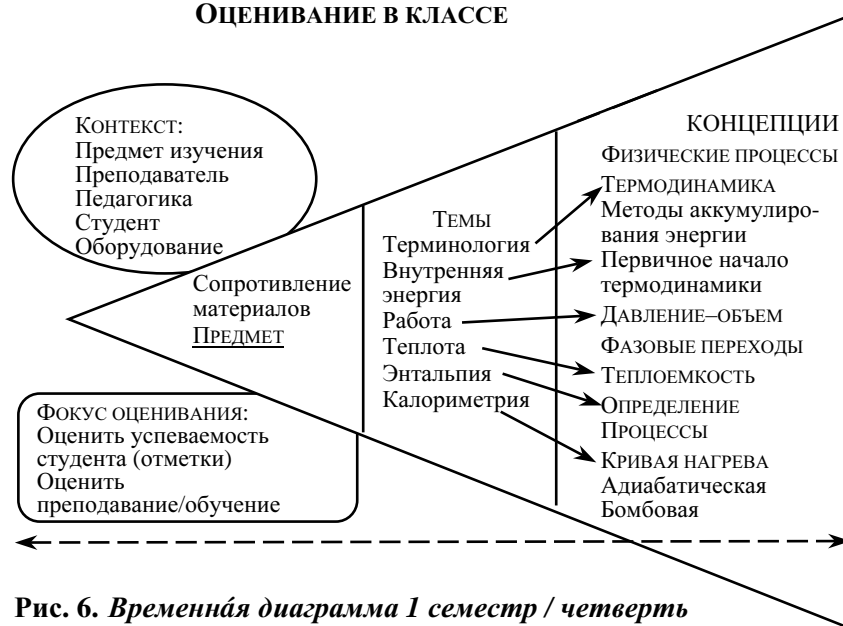 ОЦЕНИВАНИЕ В КЛАССЕ
КОНТЕКСТ:
Предмет изучения
Преподаватель
Педагогика
Студент
Оборудование
Сопротивление
материалов
ПРЕДМЕТ
ФОКУС ОЦЕНИВАНИЯ:
Оценить успеваемость
студента (отметки)
Оценить
преподавание/обучение
ТЕМЫ
Терминология
Внутренняя
энергия
Работа
Теплота
Энтальпия
Калориметрия
КОНЦЕПЦИИ
ФИЗИЧЕСКИЕ ПРОЦЕССЫ
ТЕРМОДИНАМИКА
Методы аккумулиро-
вания энергии
Первичное начало
термодинамики
ДАВЛЕНИЕ–ОБЪЕМ
ФАЗОВЫЕ ПЕРЕХОДЫ
ТЕПЛОЕМКОСТЬ
ОПРЕДЕЛЕНИЕ
ПРОЦЕССЫ
КРИВАЯ НАГРЕВА
Адиабатическая
Бомбовая
Рис. 6. Временнáя диаграмма 1 семестр / четверть